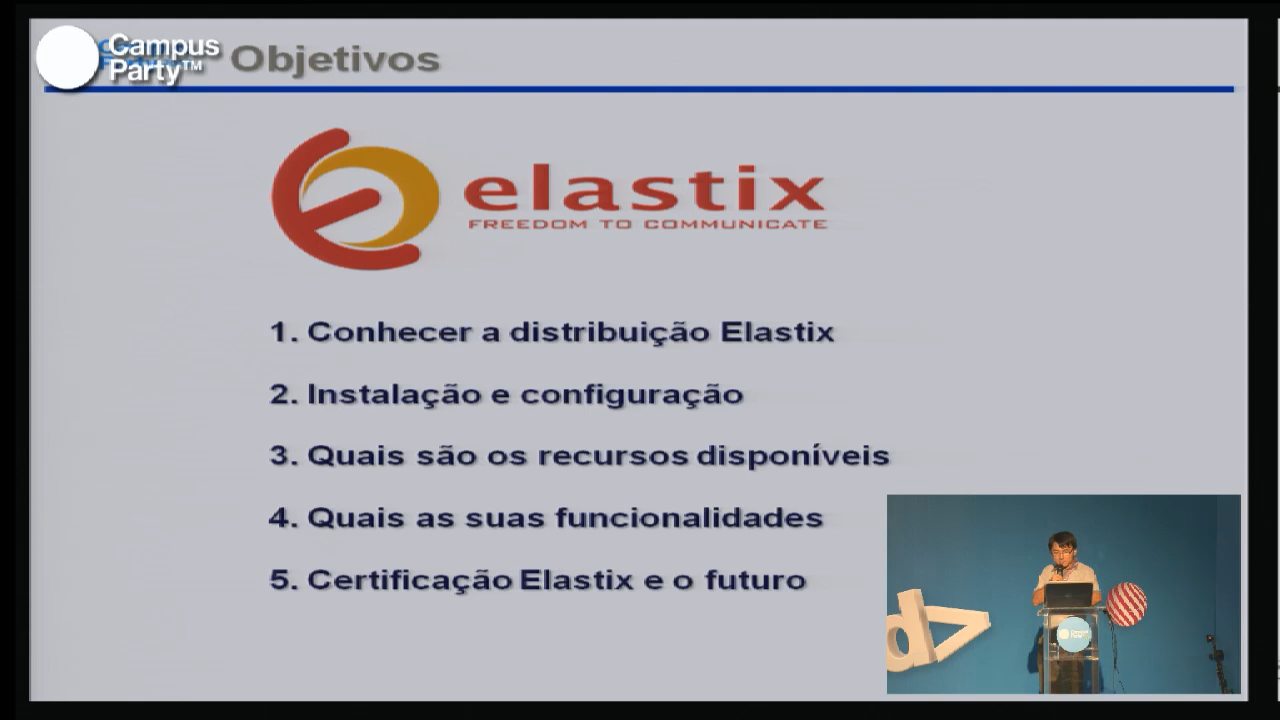 Campus
Party™
Objetivos
elastix
FREEDOM TO COMMUNICATE
1. Conhecer a distribuição Elastix
2. Instalação e configuração
3. Quais são os recursos disponíveis
4. Quais as suas funcionalidades
5. Certificação Elastix e o futuro